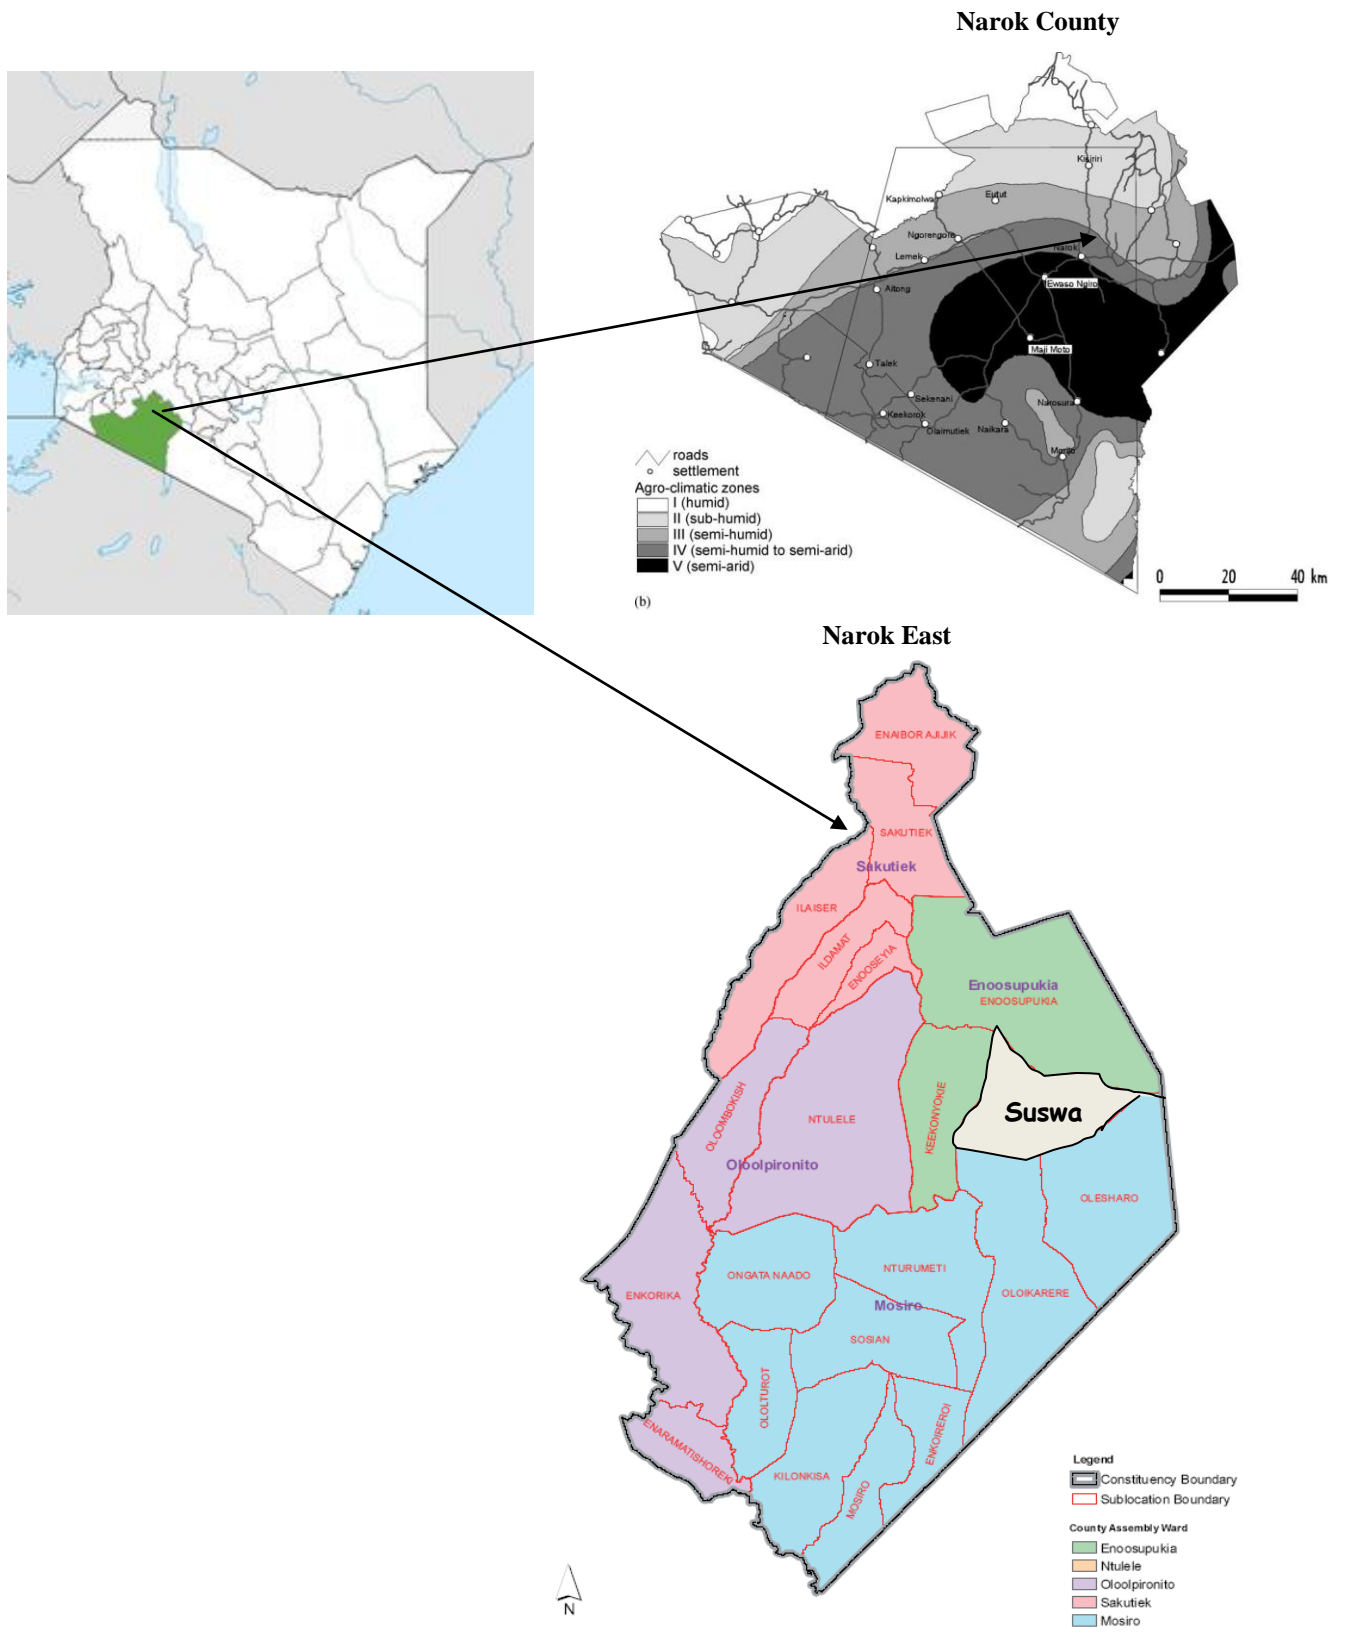 Narok County
Kisiriri
Kapkimolwa
Eutut
Ngorengore
Narok
Lemek
Ewaso Ngiro
Aitong
Maji Moto
Talek
Sekenani
Narosura
Keekorok
Olaimutiek
Naikara
Morijo
roads
settlement
Agro-climatic zones
I (humid)
II (sub-humid)
III (semi-humid)
IV (semi-humid to semi-arid)
V (semi-arid)
0 20 40 km
(b)
Narok East
ENAIBOR AJIJIK
SAKUTIEK
Sakutiek
ILAISER
ILDAMAT
ENOOSEYIA
Enoosupukia
ENOOSUPUKIA
OLOOMBOKISH
NTULELE
KEEKONYOKIE
Suswa
Oloolpironito
OLESHARO
ENKORIKA
ONGATA NAADO
NTURUMETI
OLOIKARERE
Mosiro
SOSIAN
OLOLTUROT
ENARAMATISHOREKI
KILONKISA
MOSIRO
ENKOIREROI
Legend
Constituency Boundary
Sublocation Boundary
County Assembly Ward
Enoosupukia
Ntulele
Oloolpironito
Sakutiek
Mosiro
N